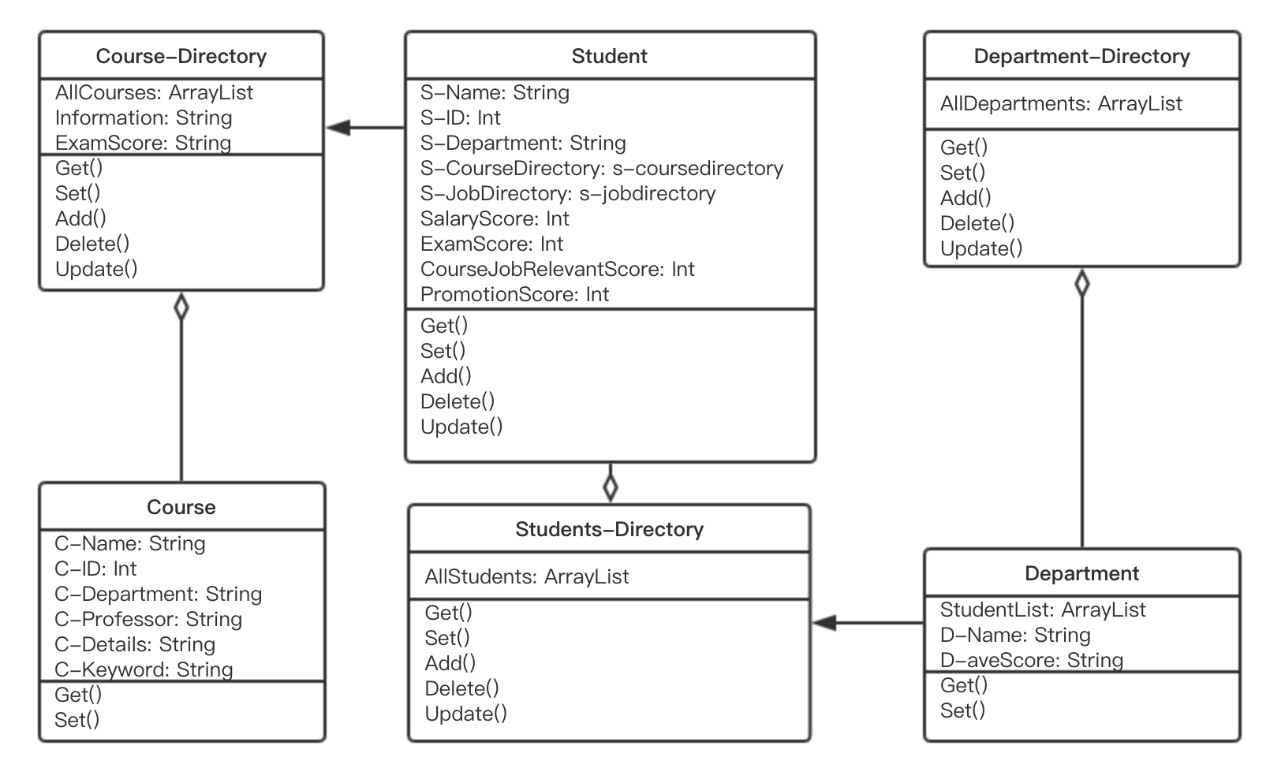 Course-Directory
AllCourses: ArrayList
Information: String
ExamScore: String
Get()
Set()
Add()
Delete()
Update()
Student
S-Name: String
S-ID: Int
S-Department: String
S-CourseDirectory: s-coursedirectory
S-JobDirectory: s-jobdirectory
SalaryScore: Int
ExamScore: Int
CourseJobRelevantScore: Int
PromotionScore: Int
Get()
Set()
Add()
Delete()
Update()
Department-Directory
AllDepartments: ArrayList
Get()
Set()
Add()
Delete()
Update()
Course
C-Name: String
C-ID: Int
C-Department: String
C-Professor: String
C-Details: String
C-Keyword: String
Get()
Set()
Students-Directory
AllStudents: ArrayList
Get()
Set()
Add()
Delete()
Update()
Department
StudentList: ArrayList
D-Name: String
D-aveScore: String
Get()
Set()